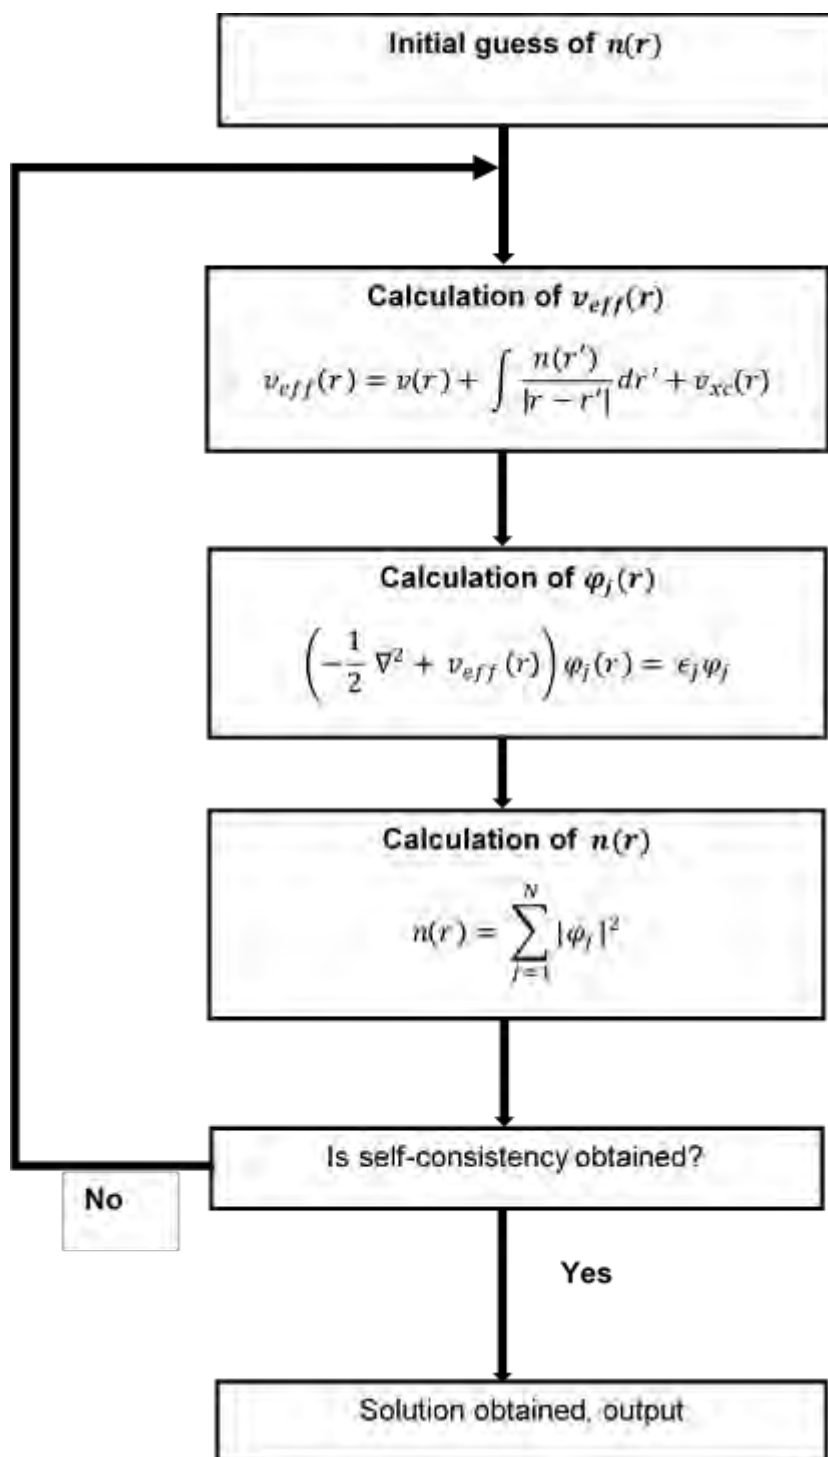 Initial guess of n(r)
Calculation of v_eff(r)
v_eff(r) = v(r) + ∫ n(r′)/|r − r′| dr′ + v_xc(r)
Calculation of φ_j(r)
(−1/2 ∇² + v_eff(r)) φ_j(r) = ϵ_j φ_j
Calculation of n(r)
n(r) = ∑_{j=1}^{N} |φ_j|²
Is self-consistency obtained?
No
Yes
Solution obtained, output